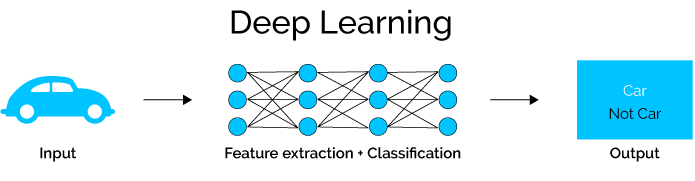 Deep Learning
Car
Not Car
Input
Feature extraction + Classification
Output